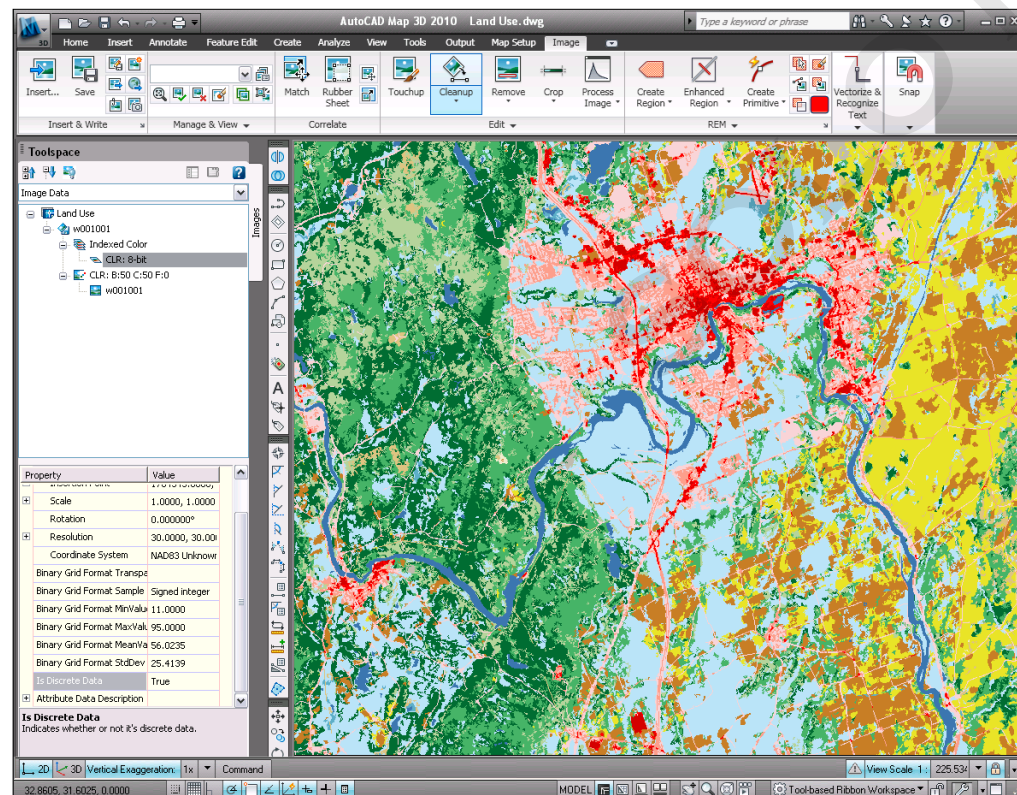 AutoCAD Map 3D 2010 Land Use.dwg
Type a keyword or phrase
3D
Home Insert Annotate Feature Edit Create Analyze View Tools Output Map Setup Image
Insert... Save Match Rubber Sheet Touchup Cleanup Remove Crop Process Image Create Region Enhanced Region Create Primitive Vectorize & Recognize Text Snap
Insert & Write Manage & View Correlate Edit REM
Toolspace
Image Data
Images
Land Use
w001001
Indexed Color
CLR: 8-bit
CLR: B:50 C:50 F:0
w001001
Property Value
Scale 1.0000, 1.0000
Rotation 0.000000°
Resolution 30.0000, 30.00
Coordinate System NAD83 Unknown
Binary Grid Format Transpa
Binary Grid Format Sample Signed integer
Binary Grid Format MinValu 11.0000
Binary Grid Format MaxValu 95.0000
Binary Grid Format MeanVa 56.0235
Binary Grid Format StdDev 25.4139
Is Discrete Data True
Attribute Data Description
Is Discrete Data
Indicates whether or not it's discrete data.
2D 3D Vertical Exaggeration: 1x Command View Scale 1: 225.534
32.8605, 31.6025, 0.0000 MODEL Tool-based Ribbon Workspace